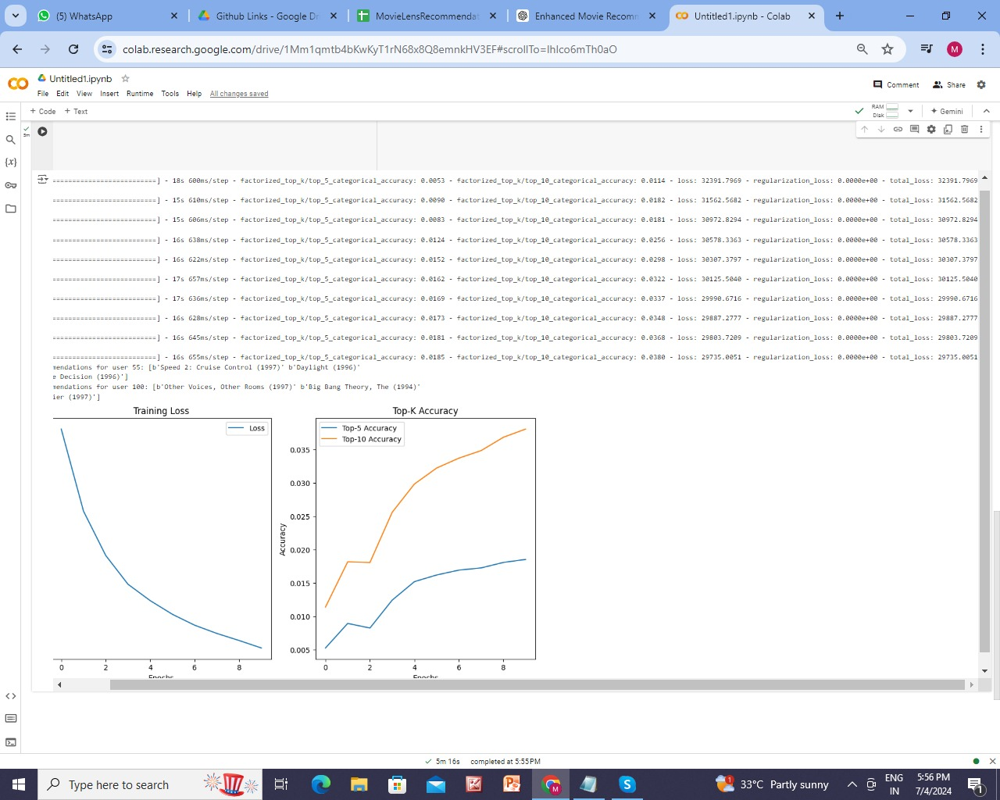 (5) WhatsApp
Github Links - Google Dr
MovieLensRecommendat
Enhanced Movie Recomm
Untitled1.ipynb - Colab
colab.research.google.com/drive/1Mm1qmtb4bKwKyT1rN68x8Q8emnkHV3EF#scrollTo=Ihlco6mTh0aO
M
CO
Untitled1.ipynb
File Edit View Insert Runtime Tools Help All changes saved
Comment Share
+ Code + Text
RAM
Disk
Gemini
5m
==========================] - 18s 600ms/step - factorized_top_k/top_5_categorical_accuracy: 0.0053 - factorized_top_k/top_10_categorical_accuracy: 0.0114 - loss: 32391.7969 - regularization_loss: 0.0000e+00 - total_loss: 32391.7969
==========================] - 15s 610ms/step - factorized_top_k/top_5_categorical_accuracy: 0.0090 - factorized_top_k/top_10_categorical_accuracy: 0.0182 - loss: 31562.5682 - regularization_loss: 0.0000e+00 - total_loss: 31562.5682
==========================] - 15s 606ms/step - factorized_top_k/top_5_categorical_accuracy: 0.0083 - factorized_top_k/top_10_categorical_accuracy: 0.0181 - loss: 30972.8294 - regularization_loss: 0.0000e+00 - total_loss: 30972.8294
==========================] - 16s 638ms/step - factorized_top_k/top_5_categorical_accuracy: 0.0124 - factorized_top_k/top_10_categorical_accuracy: 0.0256 - loss: 30578.3363 - regularization_loss: 0.0000e+00 - total_loss: 30578.3363
==========================] - 16s 622ms/step - factorized_top_k/top_5_categorical_accuracy: 0.0152 - factorized_top_k/top_10_categorical_accuracy: 0.0298 - loss: 30307.3797 - regularization_loss: 0.0000e+00 - total_loss: 30307.3797
==========================] - 17s 657ms/step - factorized_top_k/top_5_categorical_accuracy: 0.0162 - factorized_top_k/top_10_categorical_accuracy: 0.0322 - loss: 30125.5040 - regularization_loss: 0.0000e+00 - total_loss: 30125.5040
==========================] - 17s 636ms/step - factorized_top_k/top_5_categorical_accuracy: 0.0169 - factorized_top_k/top_10_categorical_accuracy: 0.0337 - loss: 29990.6716 - regularization_loss: 0.0000e+00 - total_loss: 29990.6716
==========================] - 16s 628ms/step - factorized_top_k/top_5_categorical_accuracy: 0.0173 - factorized_top_k/top_10_categorical_accuracy: 0.0348 - loss: 29887.2777 - regularization_loss: 0.0000e+00 - total_loss: 29887.2777
==========================] - 16s 645ms/step - factorized_top_k/top_5_categorical_accuracy: 0.0181 - factorized_top_k/top_10_categorical_accuracy: 0.0368 - loss: 29803.7209 - regularization_loss: 0.0000e+00 - total_loss: 29803.7209
==========================] - 16s 655ms/step - factorized_top_k/top_5_categorical_accuracy: 0.0185 - factorized_top_k/top_10_categorical_accuracy: 0.0380 - loss: 29735.0051 - regularization_loss: 0.0000e+00 - total_loss: 29735.0051
mendations for user 55: [b'Speed 2: Cruise Control (1997)' b'Daylight (1996)'
e Decision (1996)']
mendations for user 100: [b'Other Voices, Other Rooms (1997)' b'Big Bang Theory, The (1994)'
ier (1997)']
Training Loss
Loss
0 2 4 6 8
Epochs
Top-K Accuracy
Top-5 Accuracy
Top-10 Accuracy
0.035
0.030
0.025
0.020
0.015
0.010
0.005
Accuracy
0 2 4 6 8
Epochs
5m 16s completed at 5:55PM
Type here to search
33°C Partly sunny
ENG
IN
5:56 PM
7/4/2024